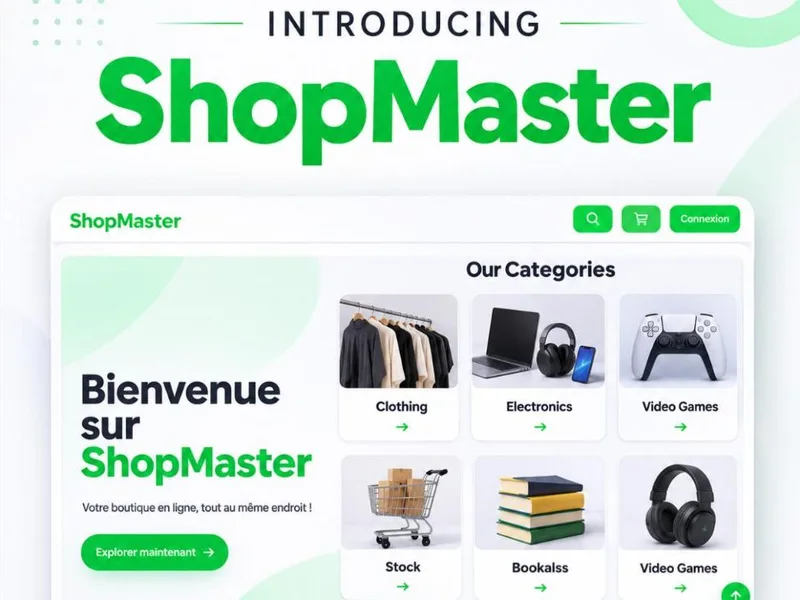 INTRODUCING
ShopMaster
ShopMaster
Connexion
Bienvenue
sur
ShopMaster
Votre boutique en ligne, tout au même endroit !
Explorer maintenant →
Our Categories
Clothing
→
Electronics
→
Video Games
→
Stock
→
Bookalss
→
Video Games
→